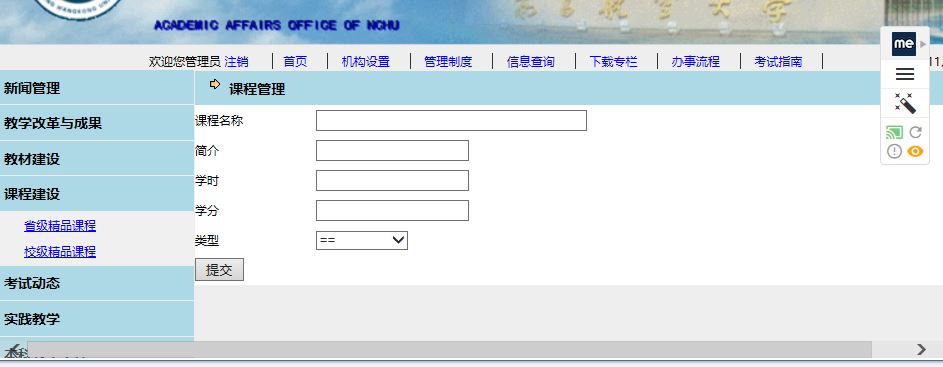 ACADEMIC AFFAIRS OFFICE OF NCHU
欢迎您管理员 注销 首页 机构设置 管理制度 信息查询 下载专栏 办事流程 考试指南
me
新闻管理
课程管理
教学改革与成果
课程名称
教材建设
简介
课程建设
学时
省级精品课程
学分
校级精品课程
类型 ==
考试动态
提交
实践教学